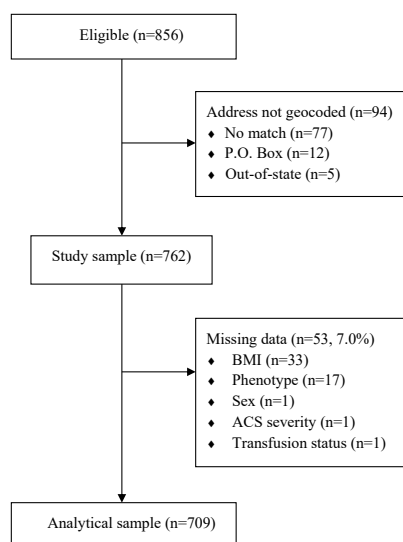 Eligible (n=856)
Address not geocoded (n=94)
♦ No match (n=77)
♦ P.O. Box (n=12)
♦ Out-of-state (n=5)
Study sample (n=762)
Missing data (n=53, 7.0%)
♦ BMI (n=33)
♦ Phenotype (n=17)
♦ Sex (n=1)
♦ ACS severity (n=1)
♦ Transfusion status (n=1)
Analytical sample (n=709)